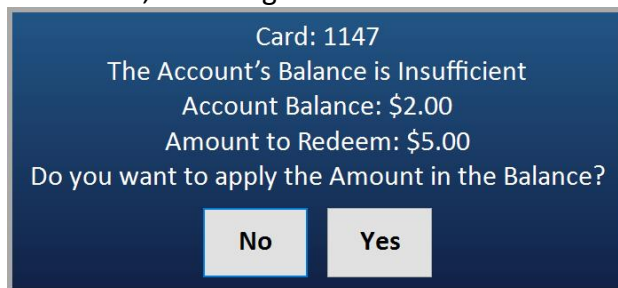 Card: 1147
The Account's Balance is Insufficient
Account Balance: $2.00
Amount to Redeem: $5.00
Do you want to apply the Amount in the Balance?
No Yes